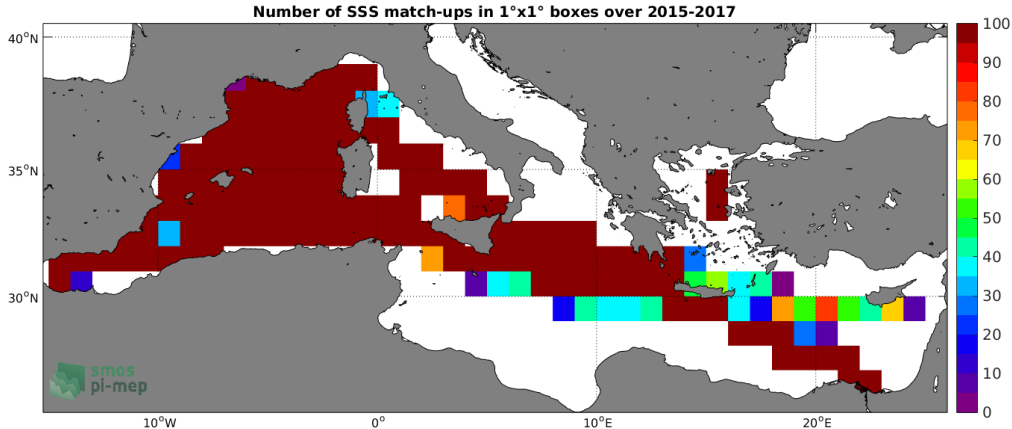 Number of SSS match-ups in 1°x1° boxes over 2015-2017
40°N
35°N
30°N
10°W
0°
10°E
20°E
100
90
80
70
60
50
40
30
20
10
0
smos
pi-mep